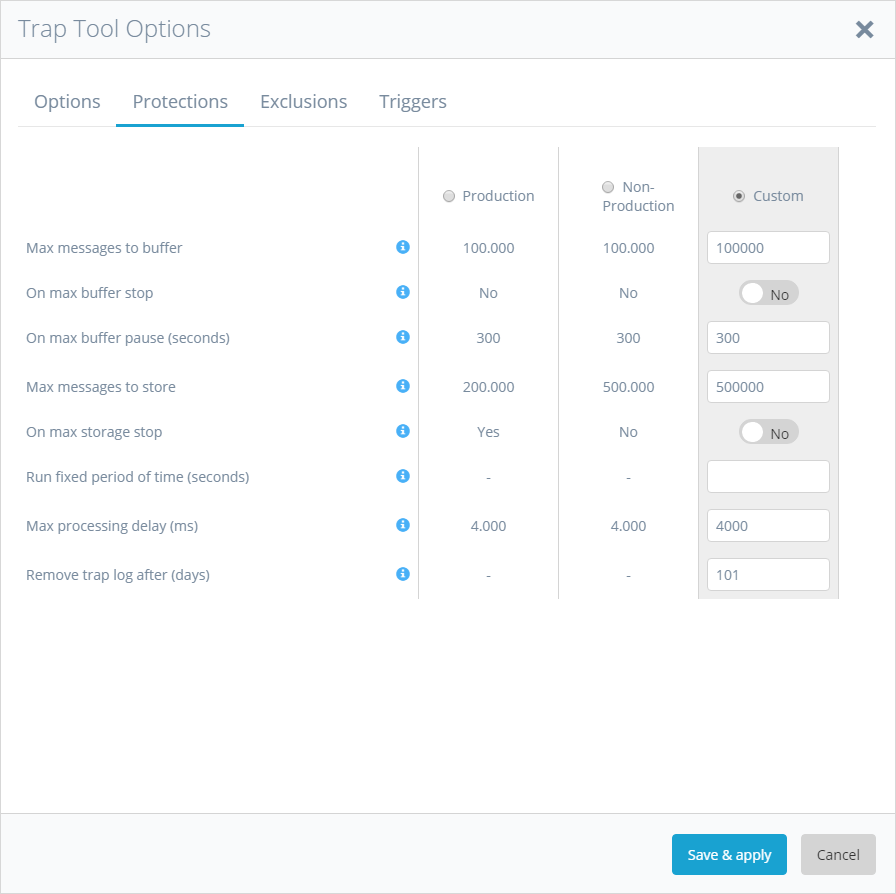 Trap Tool Options
Options Protections Exclusions Triggers
Production Non-Production Custom
Max messages to buffer 100.000 100.000 100000
On max buffer stop No No No
On max buffer pause (seconds) 300 300 300
Max messages to store 200.000 500.000 500000
On max storage stop Yes No No
Run fixed period of time (seconds) - -
Max processing delay (ms) 4.000 4.000 4000
Remove trap log after (days) - - 101
Save & apply Cancel